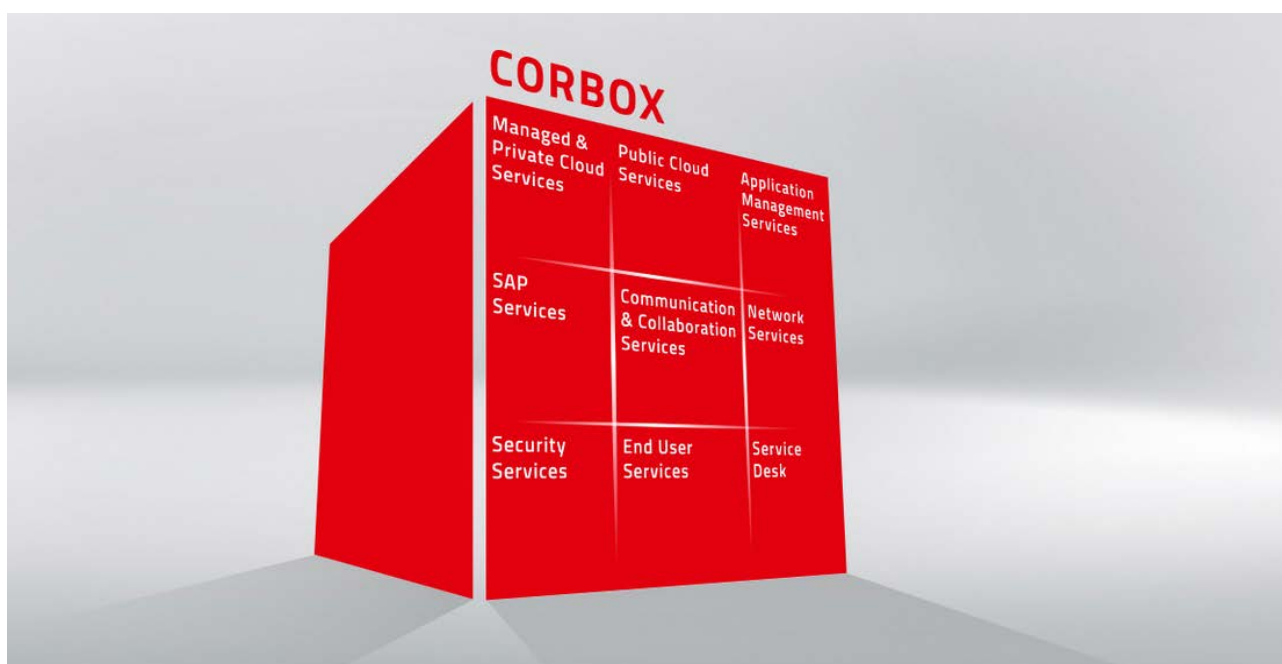 CORBOX
Managed &
Private Cloud
Services
Public Cloud
Services
Application
Management
Services
SAP
Services
Communication
& Collaboration
Services
Network
Services
Security
Services
End User
Services
Service
Desk